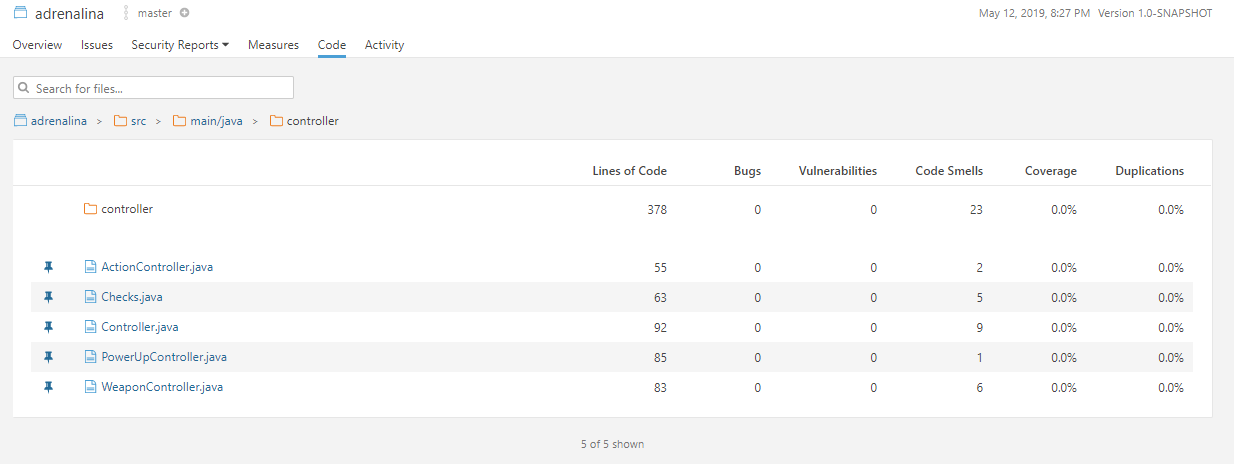 adrenalina master May 12, 2019, 8:27 PM Version 1.0-SNAPSHOT
Overview Issues Security Reports Measures Code Activity
Search for files...
adrenalina > src > main/java > controller
Lines of Code Bugs Vulnerabilities Code Smells Coverage Duplications
controller 378 0 0 23 0.0% 0.0%
ActionController.java 55 0 0 2 0.0% 0.0%
Checks.java 63 0 0 5 0.0% 0.0%
Controller.java 92 0 0 9 0.0% 0.0%
PowerUpController.java 85 0 0 1 0.0% 0.0%
WeaponController.java 83 0 0 6 0.0% 0.0%
5 of 5 shown